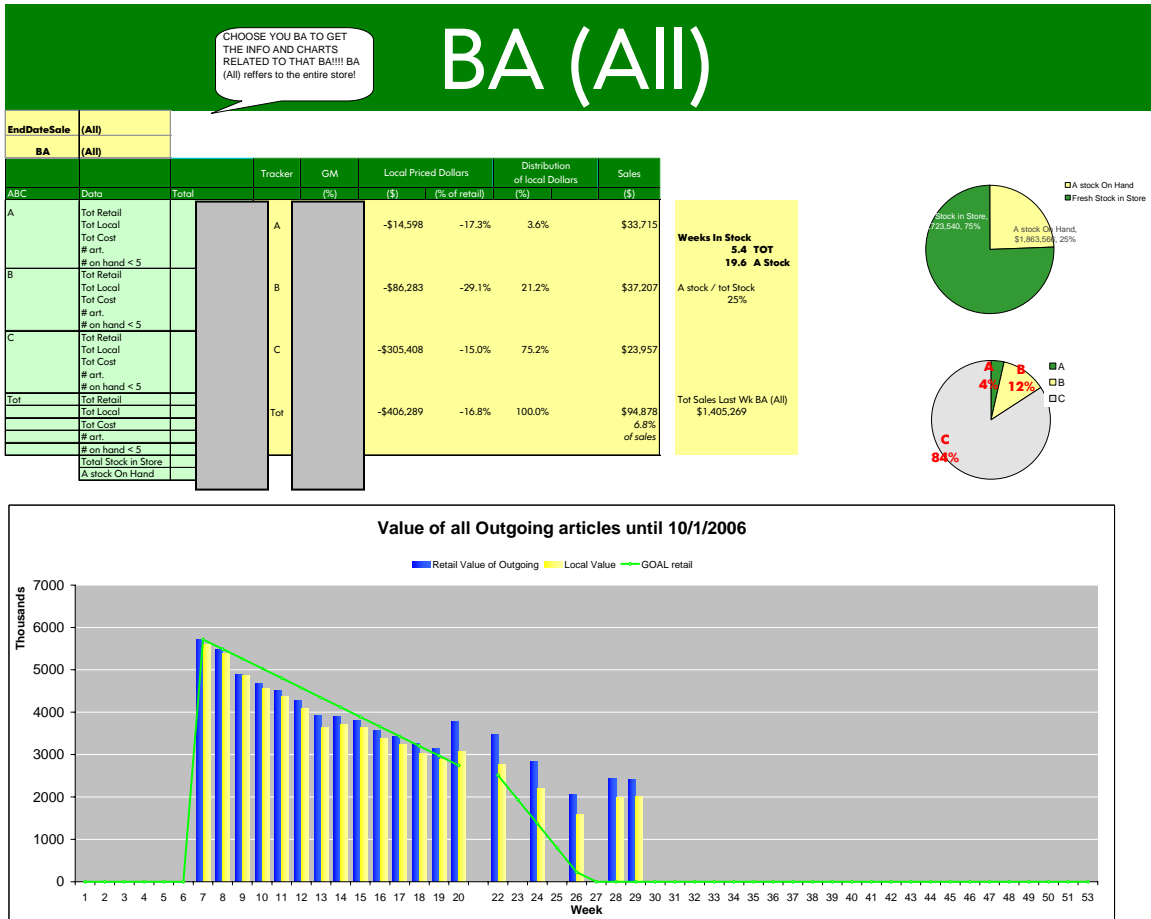 BA (All)
CHOOSE YOU BA TO GET
THE INFO AND CHARTS
RELATED TO THAT BA!!!! BA
(All) reffers to the entire store!
EndDateSale (All)
BA (All)
Tracker GM Local Priced Dollars Distribution of local Dollars Sales
ABC Data Total (%) ($) (% of retail) (%) ($)
A Tot Retail
Tot Local A -$14,598 -17.3% 3.6% $33,715
Tot Cost
# art.
# on hand < 5
B Tot Retail
Tot Local B -$86,283 -29.1% 21.2% $37,207
Tot Cost
# art.
# on hand < 5
C Tot Retail
Tot Local C -$305,408 -15.0% 75.2% $23,957
Tot Cost
# art.
# on hand < 5
Tot Tot Retail
Tot Local Tot -$406,289 -16.8% 100.0% $94,878
Tot Cost 6.8%
# art. of sales
# on hand < 5
Total Stock in Store
A stock On Hand
Weeks In Stock
5.4 TOT
19.6 A Stock
A stock / tot Stock
25%
Tot Sales Last Wk BA (All)
$1,405,269
A stock On Hand
Fresh Stock in Store
Stock in Store,
723,540, 75%
A stock On Hand,
$1,863,566, 25%
A
4%
B
12%
C
84%
A
B
C
Value of all Outgoing articles until 10/1/2006
Retail Value of Outgoing Local Value GOAL retail
Thousands
7000
6000
5000
4000
3000
2000
1000
0
1 2 3 4 5 6 7 8 9 10 11 12 13 14 15 16 17 18 19 20 22 23 24 25 26 27 28 29 30 31 32 33 34 35 36 37 38 39 40 41 42 43 44 45 46 47 48 49 50 51 53
Week